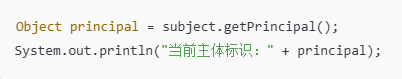 Object principal = subject.getPrincipal();
System.out.println("当前主体标识：" + principal);